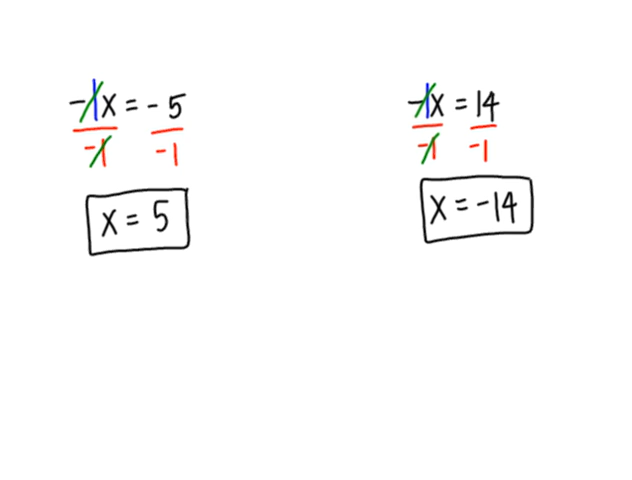 -1x = -5
-1 -1
x = 5
-1x = 14
-1 -1
x = -14